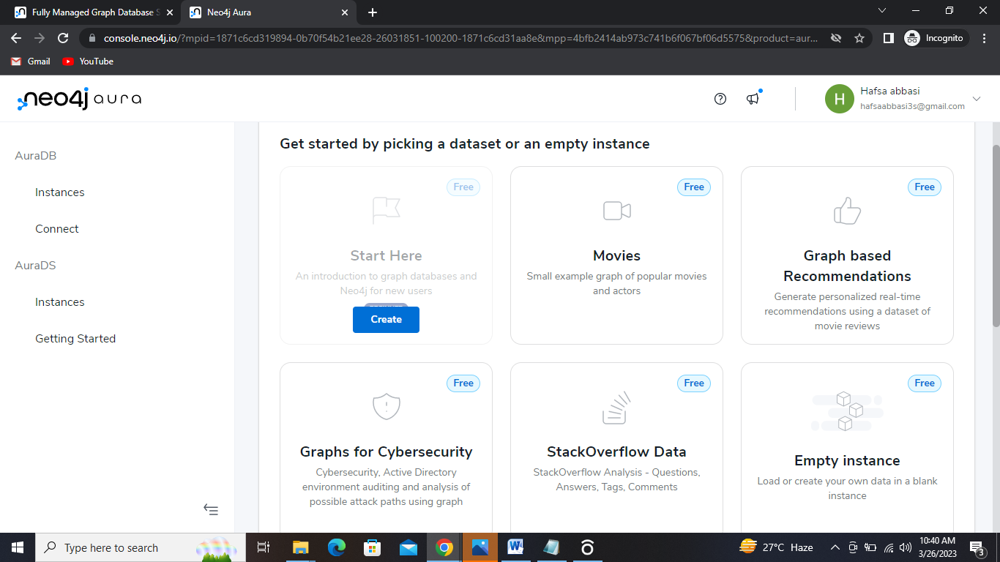 Fully Managed Graph Database S
Neo4j Aura
console.neo4j.io/?mpid=1871c6cd319894-0b70f54b21ee28-26031851-100200-1871c6cd31aa8e&mpp=4bfb2414ab973c741b6f067bf06d5575&product=aur...
Incognito
Gmail
YouTube
neo4j aura
H
Hafsa abbasi
hafsaabbasi3s@gmail.com
AuraDB
Instances
Connect
AuraDS
Instances
Getting Started
Get started by picking a dataset or an empty instance
Free
Start Here
An introduction to graph databases and
Neo4j for new users
Create
Free
Movies
Small example graph of popular movies
and actors
Free
Graph based
Recommendations
Generate personalized real-time
recommendations using a dataset of
movie reviews
Free
Graphs for Cybersecurity
Cybersecurity, Active Directory
environment auditing and analysis of
possible attack paths using graph
Free
StackOverflow Data
StackOverflow Analysis - Questions,
Answers, Tags, Comments
Free
Empty instance
Load or create your own data in a blank
instance
Type here to search
W
27°C Haze
10:40 AM
3/26/2023
3